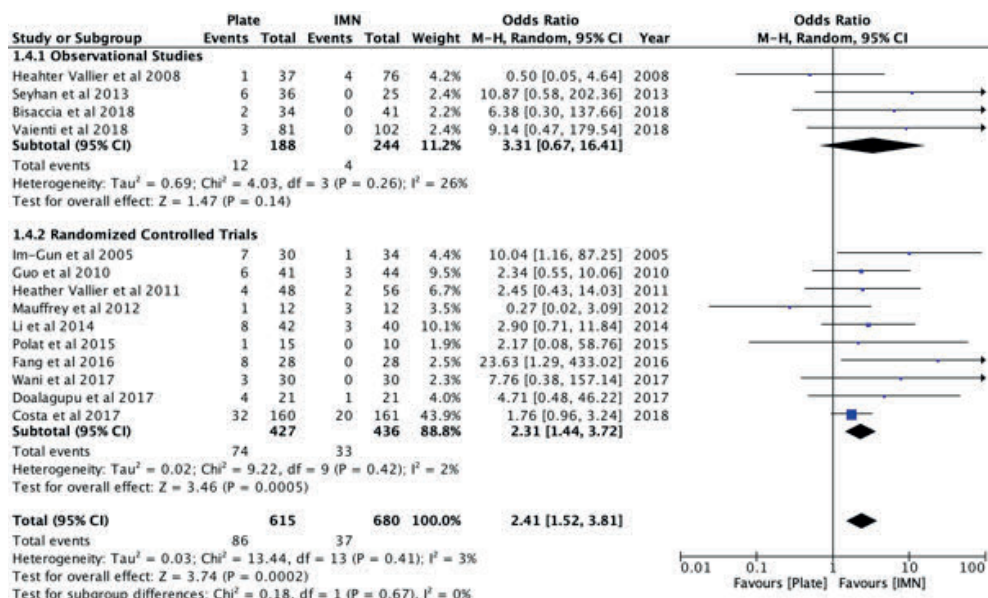 Plate IMN Odds Ratio Odds Ratio
Study or Subgroup Events Total Events Total Weight M-H, Random, 95% CI Year M-H, Random, 95% CI
1.4.1 Observational Studies
Heahter Vallier et al 2008 1 37 4 76 4.2% 0.50 [0.05, 4.64] 2008
Seyhan et al 2013 6 36 0 25 2.4% 10.87 [0.58, 202.36] 2013
Bisaccia et al 2018 2 34 0 41 2.2% 6.38 [0.30, 137.66] 2018
Vaienti et al 2018 3 81 0 102 2.4% 9.14 [0.47, 179.54] 2018
Subtotal (95% CI) 188 244 11.2% 3.31 [0.67, 16.41]
Total events 12 4
Heterogeneity: Tau² = 0.69; Chi² = 4.03, df = 3 (P = 0.26); I² = 26%
Test for overall effect: Z = 1.47 (P = 0.14)
1.4.2 Randomized Controlled Trials
Im-Gun et al 2005 7 30 1 34 4.4% 10.04 [1.16, 87.25] 2005
Guo et al 2010 6 41 3 44 9.5% 2.34 [0.55, 10.06] 2010
Heather Vallier et al 2011 4 48 2 56 6.7% 2.45 [0.43, 14.03] 2011
Mauffrey et al 2012 1 12 3 12 3.5% 0.27 [0.02, 3.09] 2012
Li et al 2014 8 42 3 40 10.1% 2.90 [0.71, 11.84] 2014
Polat et al 2015 1 15 0 10 1.9% 2.17 [0.08, 58.76] 2015
Fang et al 2016 8 28 0 28 2.5% 23.63 [1.29, 433.02] 2016
Wani et al 2017 3 30 0 30 2.3% 7.76 [0.38, 157.14] 2017
Doalagupu et al 2017 4 21 1 21 4.0% 4.71 [0.48, 46.22] 2017
Costa et al 2017 32 160 20 161 43.9% 1.76 [0.96, 3.24] 2018
Subtotal (95% CI) 427 436 88.8% 2.31 [1.44, 3.72]
Total events 74 33
Heterogeneity: Tau² = 0.02; Chi² = 9.22, df = 9 (P = 0.42); I² = 2%
Test for overall effect: Z = 3.46 (P = 0.0005)
Total (95% CI) 615 680 100.0% 2.41 [1.52, 3.81]
Total events 86 37
Heterogeneity: Tau² = 0.03; Chi² = 13.44, df = 13 (P = 0.41); I² = 3%
Test for overall effect: Z = 3.74 (P = 0.0002)
Test for subgroup differences: Chi² = 0.18, df = 1 (P = 0.67), I² = 0%
0.01 0.1 1 10 100
Favours [Plate] Favours [IMN]